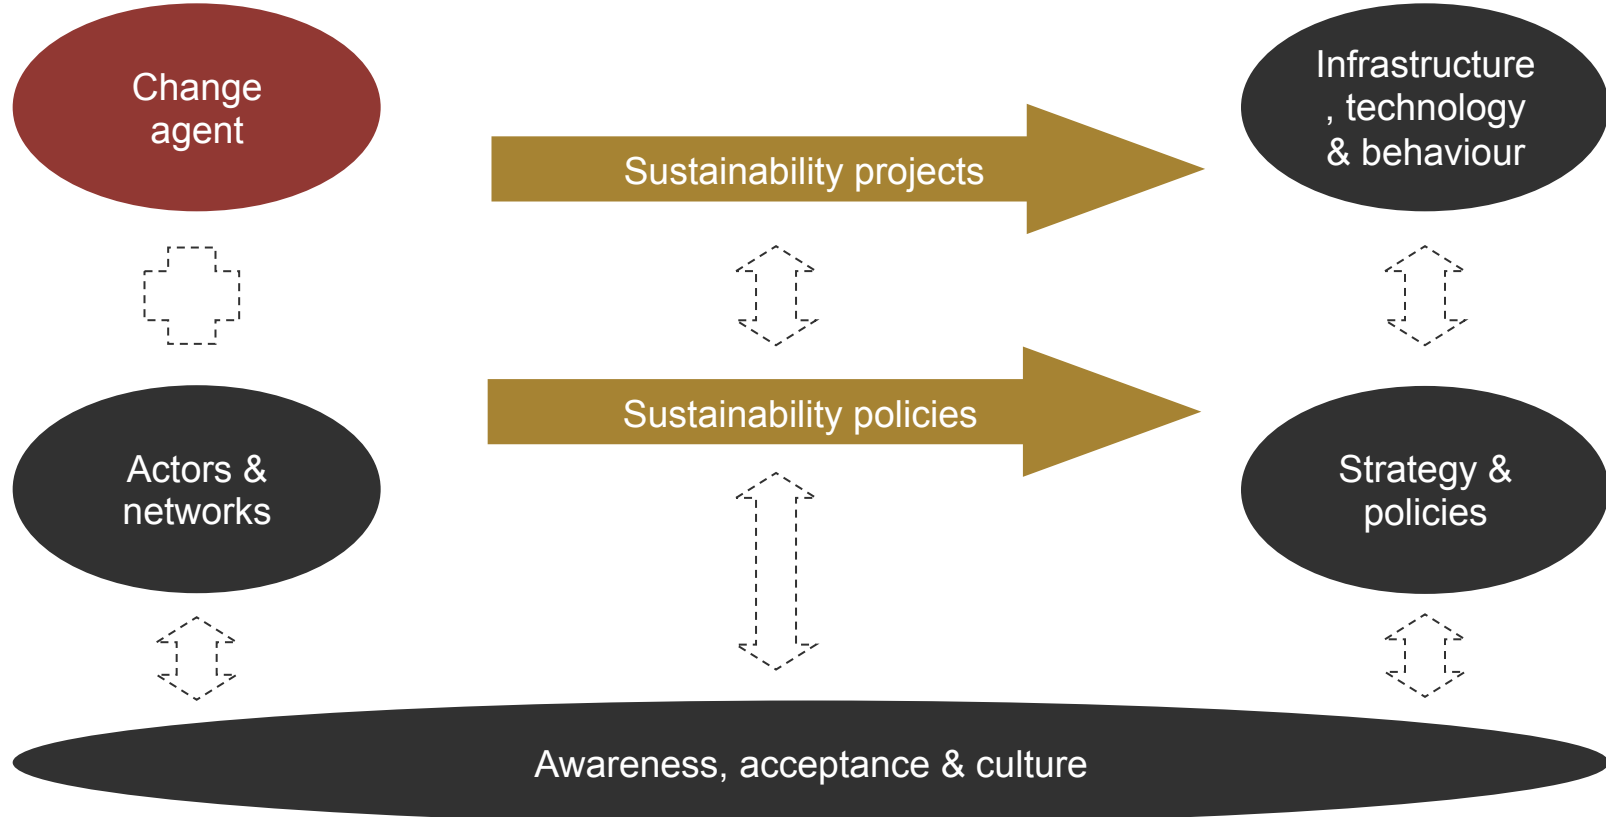 Change
agent
Sustainability projects
Infrastructure
, technology
& behaviour
Sustainability policies
Actors &
networks
Strategy &
policies
Awareness, acceptance & culture